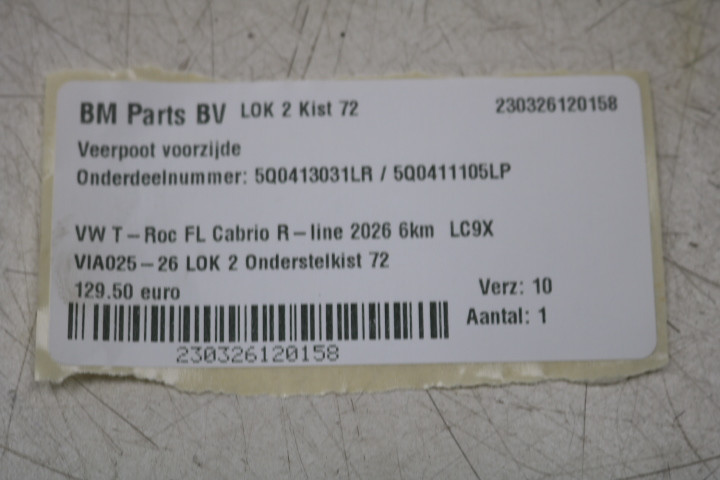 BM Parts BV LOK 2 Kist 72 230326120158
Veerpoot voorzijde
Onderdeelnummer: 5Q0413031LR / 5Q0411105LP
VW T-Roc FL Cabrio R-line 2026 6km LC9X
VIA025-26 LOK 2 Onderstelkist 72
129.50 euro Verz: 10
Aantal: 1
230326120158